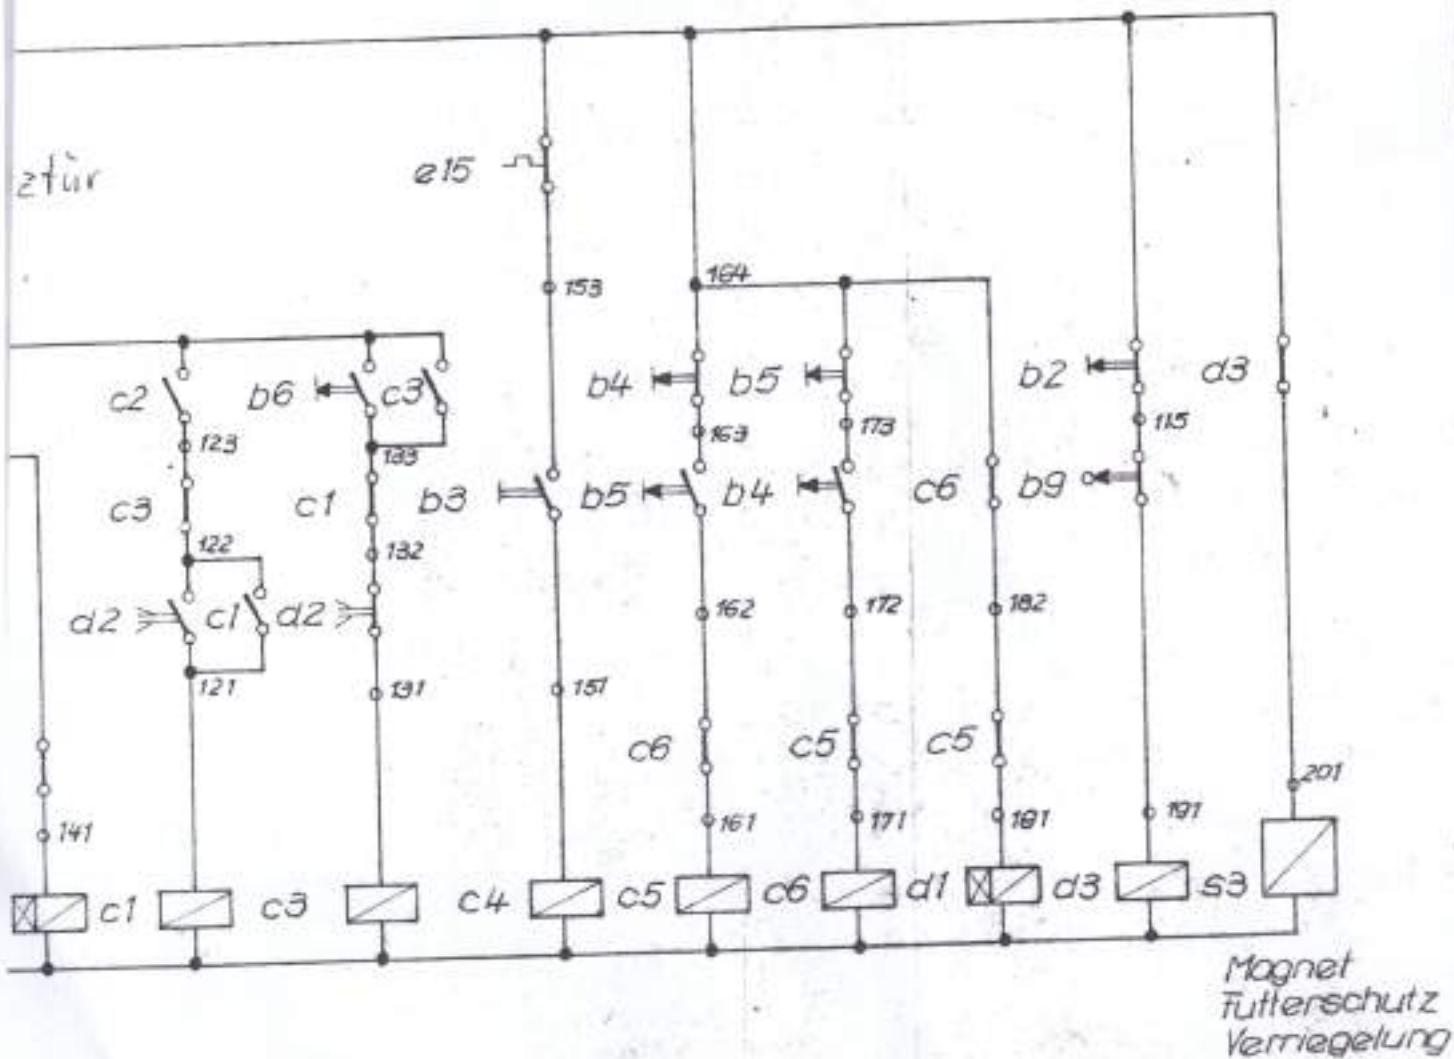 ztür
e15
153
164
c2
b6
c3
b4
b5
b2
d3
123
133
163
173
115
c3
c1
b3
b5
b4
c6
b9
122
132
d2
c1
d2
162
172
182
121
131
151
c6
c5
c5
201
141
161
171
181
191
c1
c3
c4
c5
c6
d1
d3
s3
Magnet
Futterschutz
Verriegelung